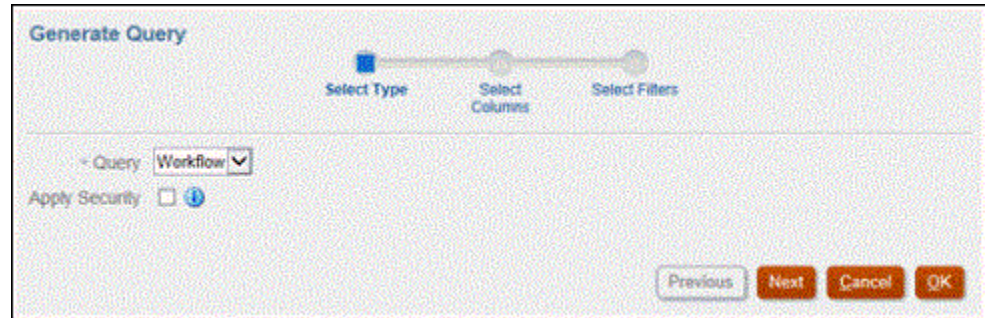 Generate Query
Select Type
Select
Columns
Select Filters
* Query Workflow
Apply Security
Previous Next Cancel OK